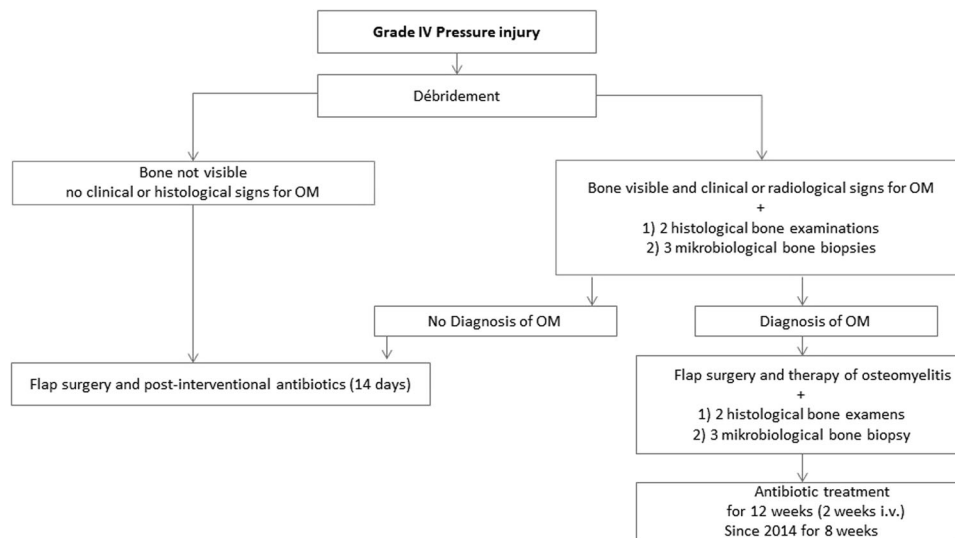 Grade IV Pressure injury
Débridement
Bone not visible
no clinical or histological signs for OM
Bone visible and clinical or radiological signs for OM
+
1) 2 histological bone examinations
2) 3 mikrobiological bone biopsies
No Diagnosis of OM
Diagnosis of OM
Flap surgery and post-interventional antibiotics (14 days)
Flap surgery and therapy of osteomyelitis
+
1) 2 histological bone examens
2) 3 mikrobiological bone biopsy
Antibiotic treatment
for 12 weeks (2 weeks i.v.)
Since 2014 for 8 weeks